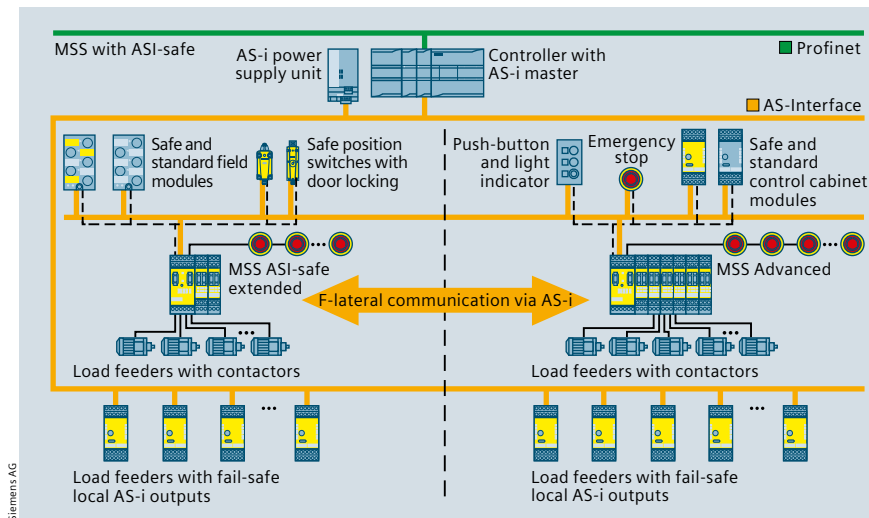 MSS with ASI-safe
AS-i power
supply unit
Controller with
AS-i master
Profinet
AS-Interface
Safe and
standard field
modules
Safe position
switches with
door locking
Push-button
and light
indicator
Emergency
stop
Safe and
standard
control cabinet
modules
MSS ASI-safe
extended
MSS Advanced
F-lateral communication via AS-i
Load feeders with contactors
Load feeders with contactors
Load feeders with fail-safe
local AS-i outputs
Load feeders with fail-safe
local AS-i outputs
Siemens AG